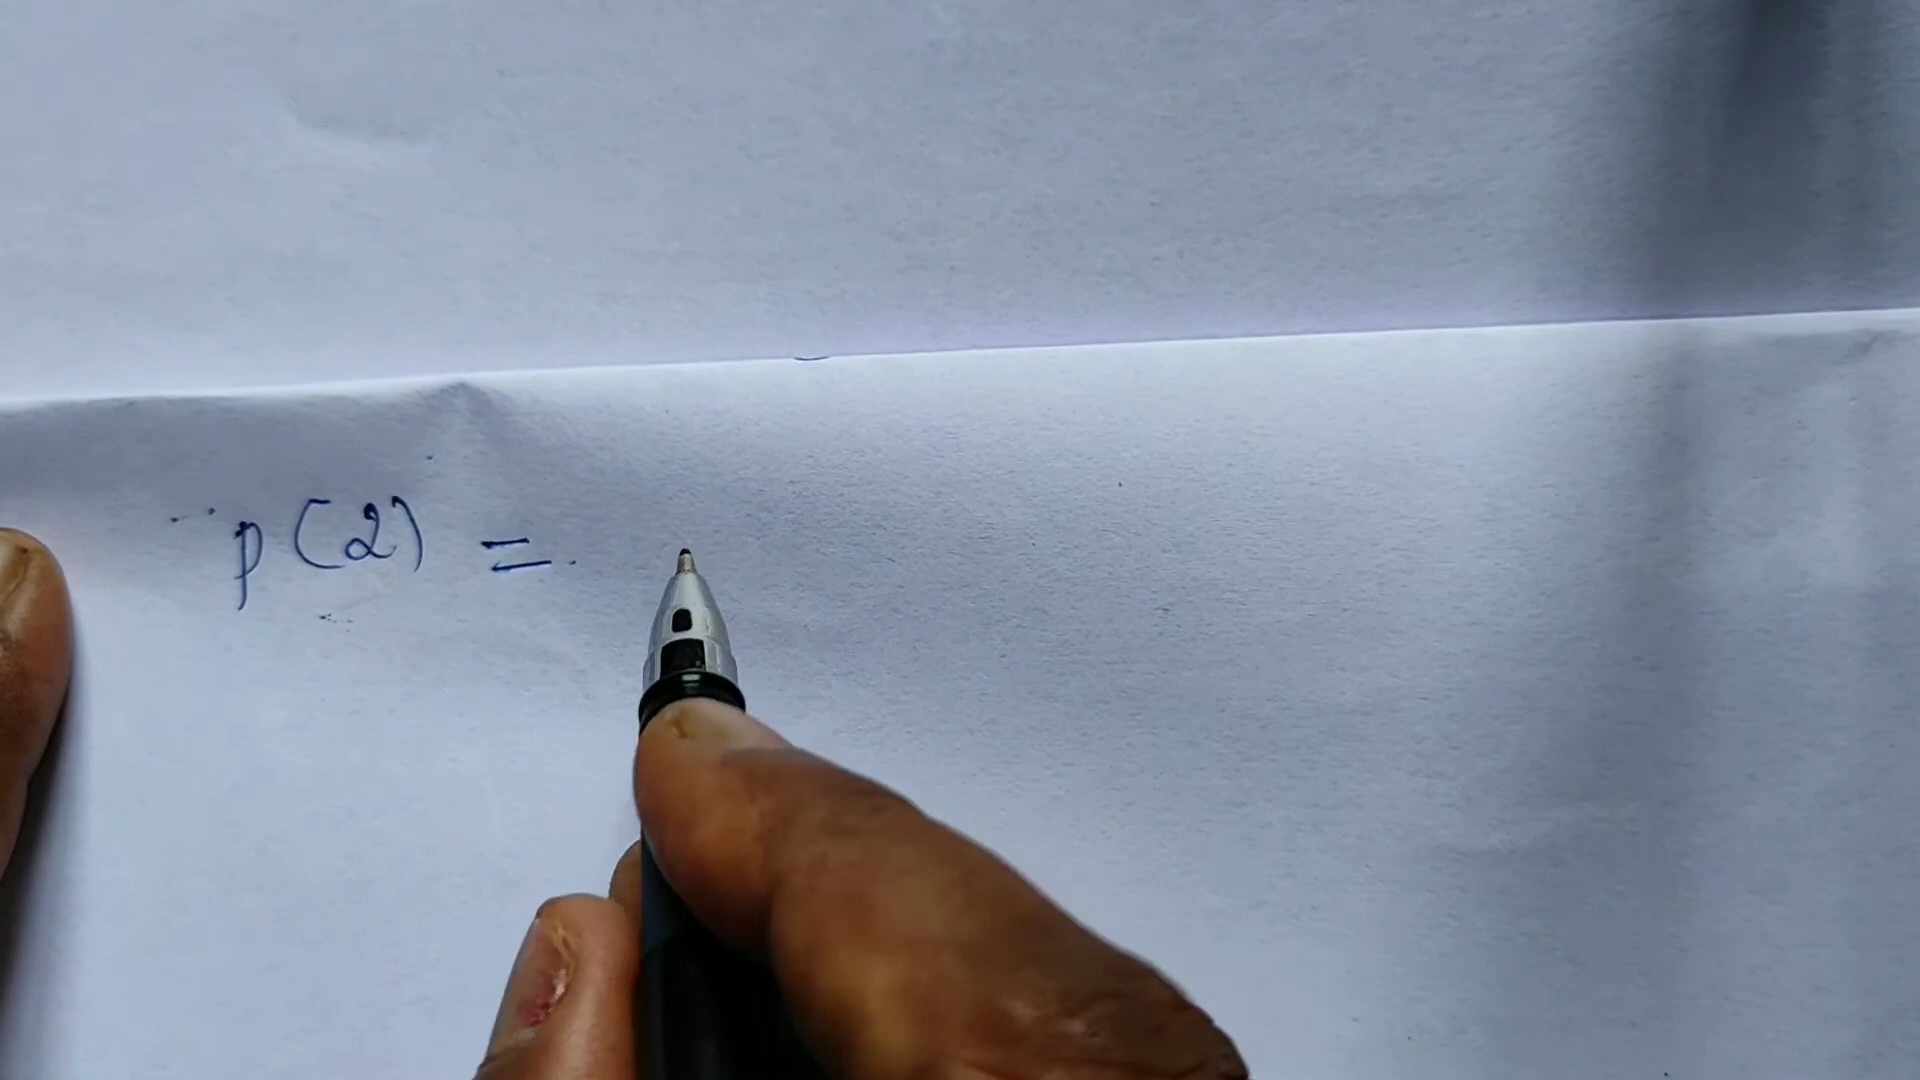 p(2) =